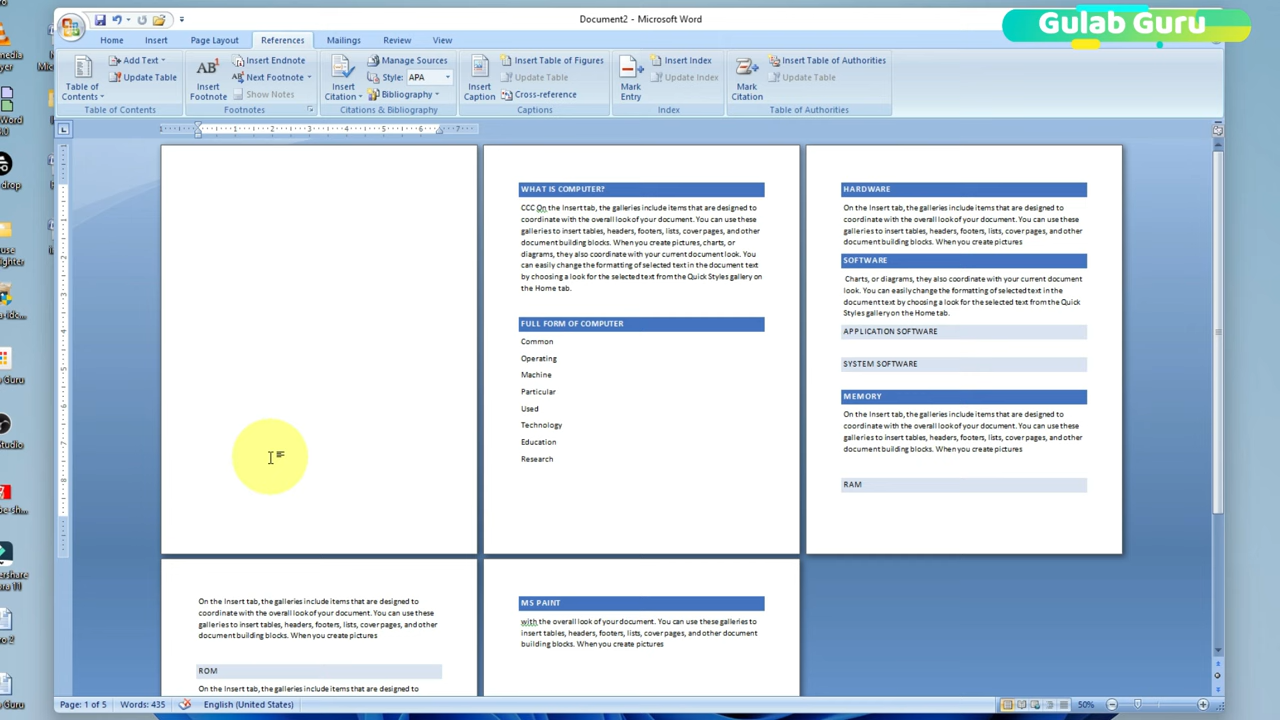 Document2 - Microsoft Word
Gulab Guru
Home Insert Page Layout References Mailings Review View
Table of Contents
Add Text
Update Table
Table of Contents
Insert Footnote
Insert Endnote
Next Footnote
Show Notes
Footnotes
Insert Citation
Manage Sources
Style: APA
Bibliography
Citations & Bibliography
Insert Caption
Insert Table of Figures
Update Table
Cross-reference
Captions
Mark Entry
Insert Index
Update Index
Index
Mark Citation
Insert Table of Authorities
Update Table
Table of Authorities
WHAT IS COMPUTER?
CCC On the Insert tab, the galleries include items that are designed to
coordinate with the overall look of your document. You can use these
galleries to insert tables, headers, footers, lists, cover pages, and other
document building blocks. When you create pictures, charts, or
diagrams, they also coordinate with your current document look. You
can easily change the formatting of selected text in the document text
by choosing a look for the selected text from the Quick Styles gallery on
the Home tab.
FULL FORM OF COMPUTER
Common
Operating
Machine
Particular
Used
Technology
Education
Research
HARDWARE
On the Insert tab, the galleries include items that are designed to
coordinate with the overall look of your document. You can use these
galleries to insert tables, headers, footers, lists, cover pages, and other
document building blocks. When you create pictures
SOFTWARE
Charts, or diagrams, they also coordinate with your current document
look. You can easily change the formatting of selected text in the
document text by choosing a look for the selected text from the Quick
Styles gallery on the Home tab.
APPLICATION SOFTWARE
SYSTEM SOFTWARE
MEMORY
On the Insert tab, the galleries include items that are designed to
coordinate with the overall look of your document. You can use these
galleries to insert tables, headers, footers, lists, cover pages, and other
document building blocks. When you create pictures
RAM
On the Insert tab, the galleries include items that are designed to
coordinate with the overall look of your document. You can use these
galleries to insert tables, headers, footers, lists, cover pages, and other
document building blocks. When you create pictures
ROM
On the Insert tab, the galleries include items that are designed to
MS PAINT
with the overall look of your document. You can use these galleries to
insert tables, headers, footers, lists, cover pages, and other document
building blocks. When you create pictures
Page: 1 of 5 Words: 435 English (United States) 50%